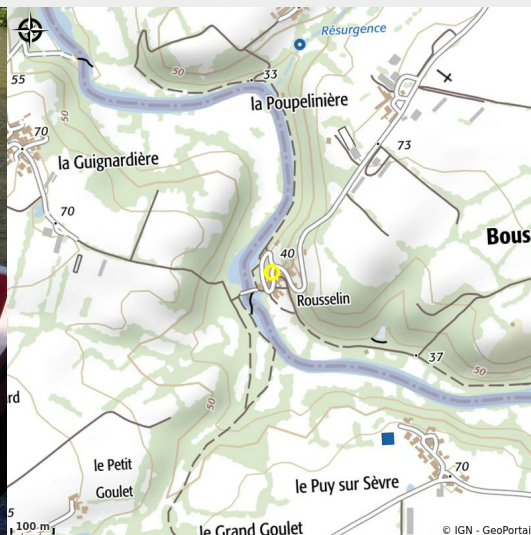 Résurgence
55
50
33
la Poupelinière
50
70
73
la Guignardière
70
Bous
40
Rousselin
37
50
rd
50
le Petit
Goulet
70
le Puy sur Sèvre
5
100 m
le Grand Goulet
© IGN - GeoPortai